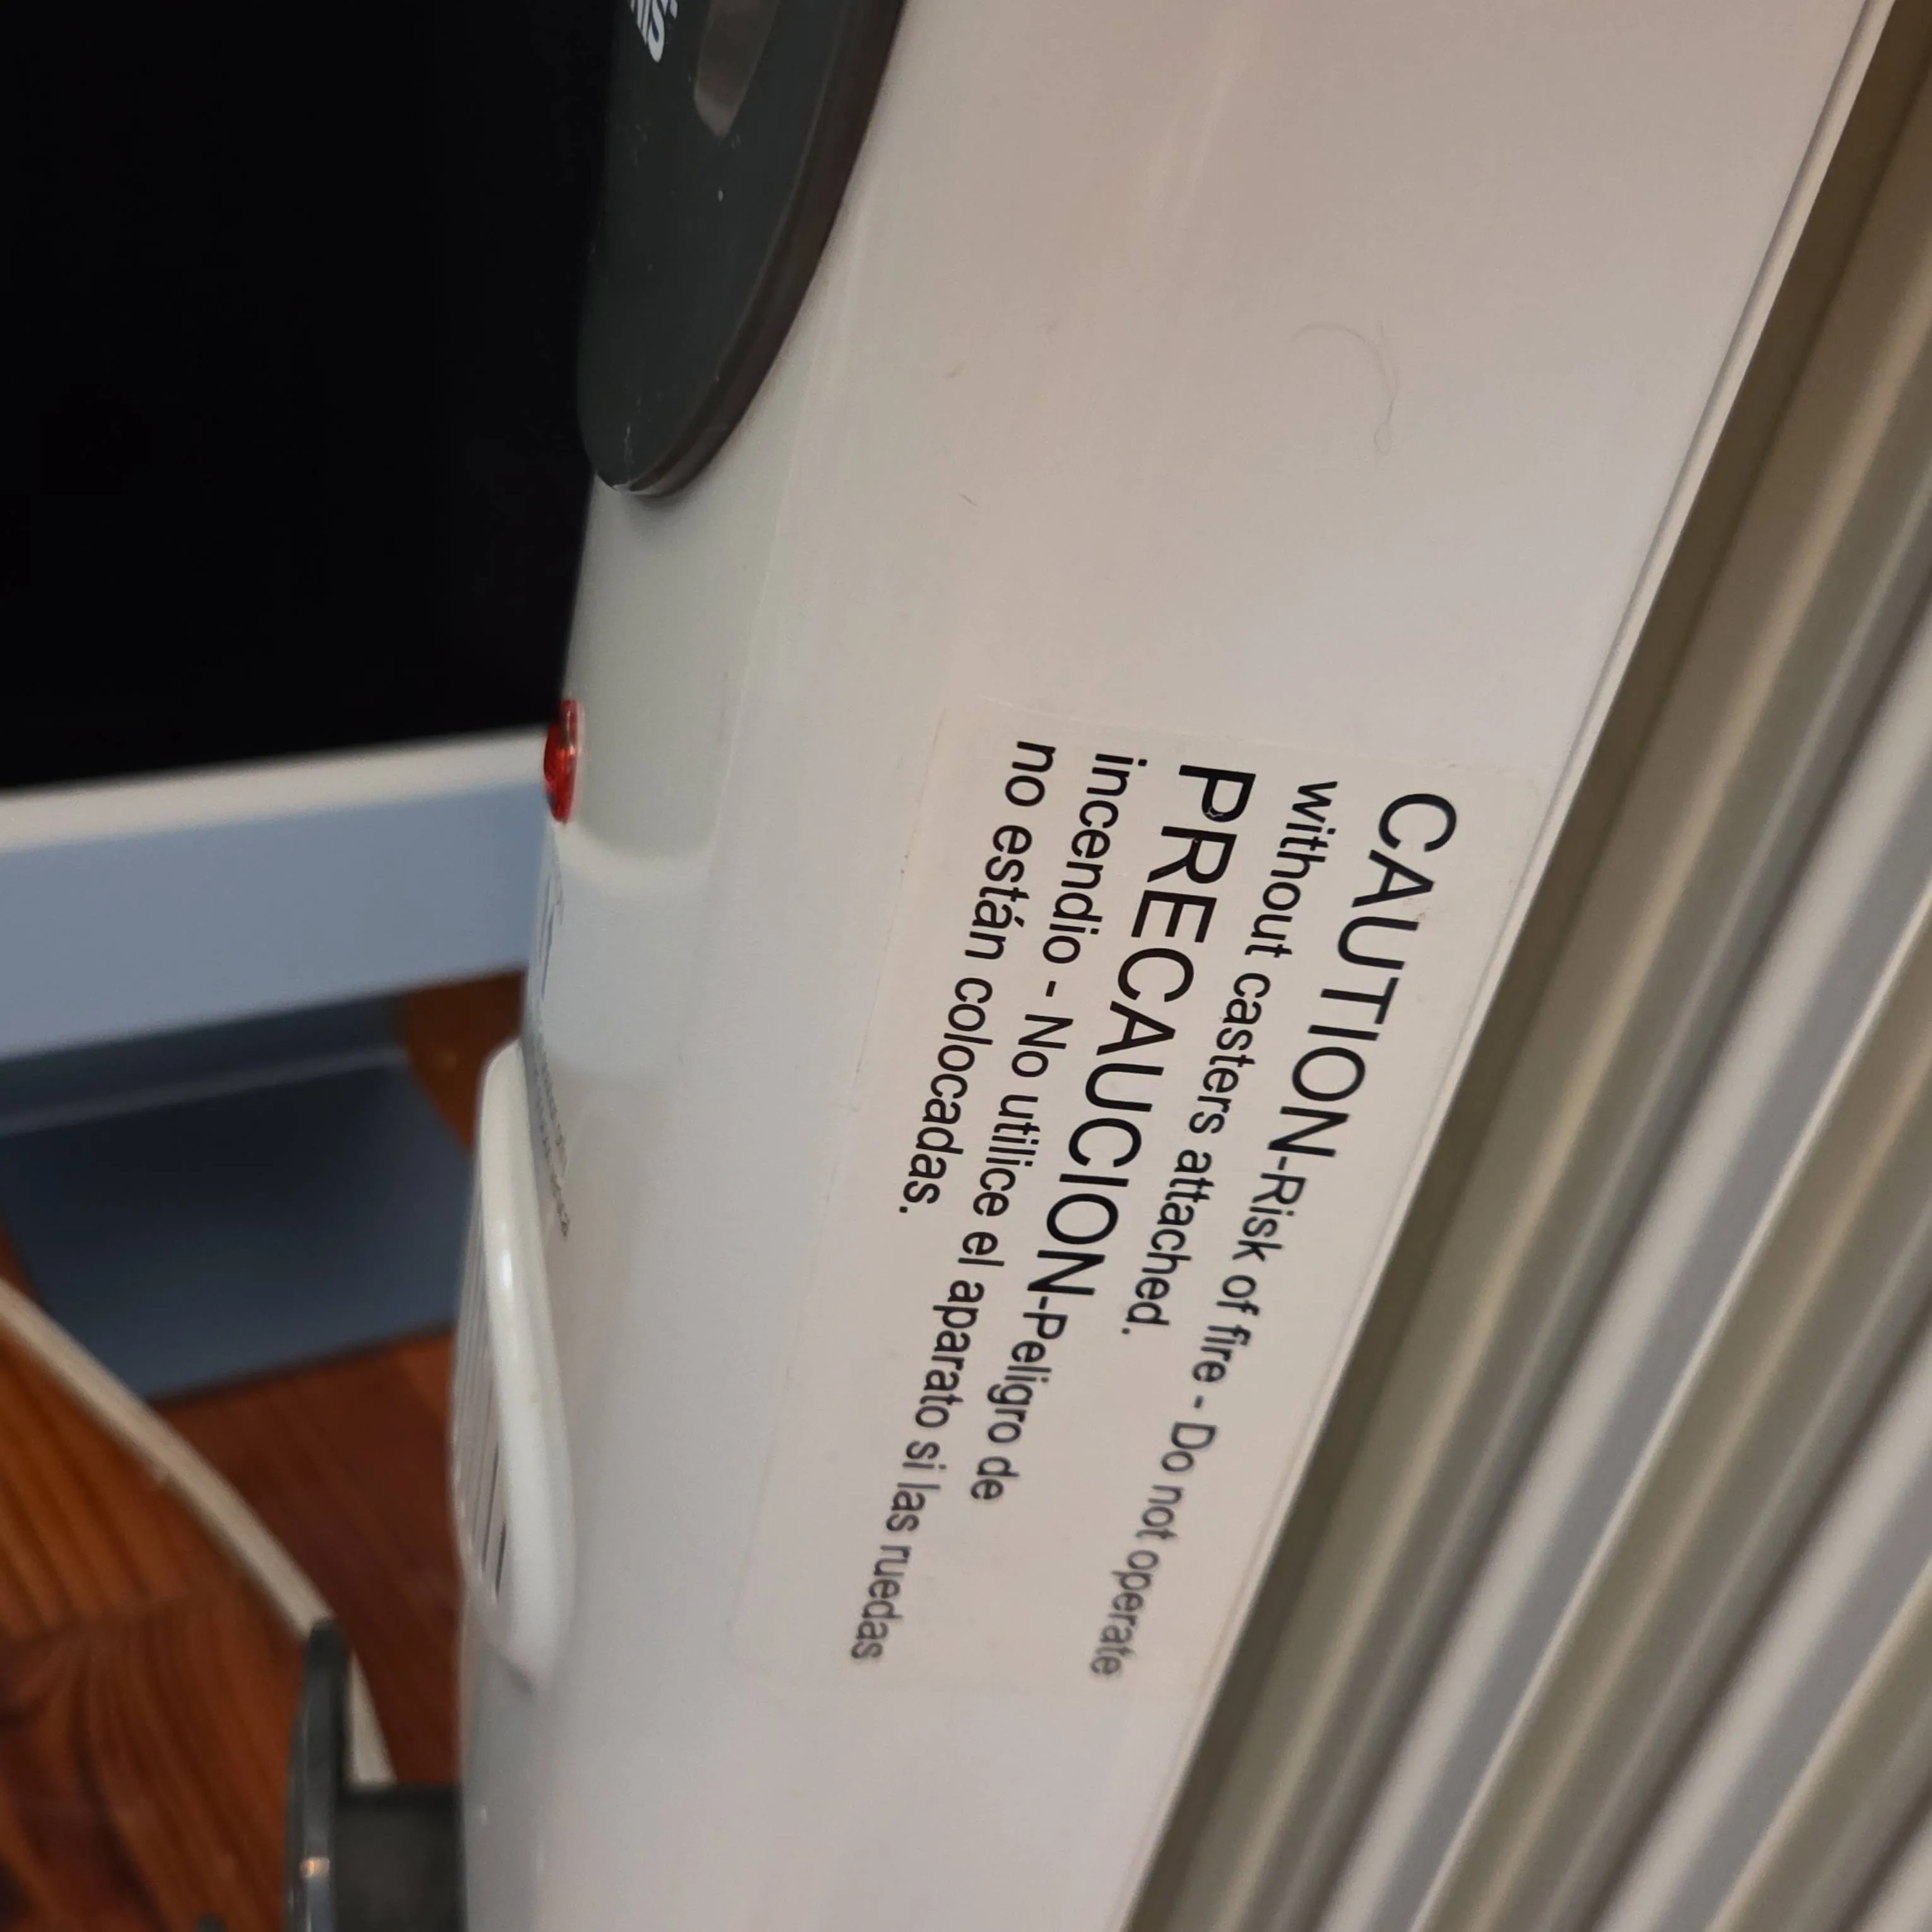 CAUTION-Risk of fire - Do not operate
without casters attached.
PRECAUCION-Peligro de
incendio - No utilice el aparato si las ruedas
no están colocadas.